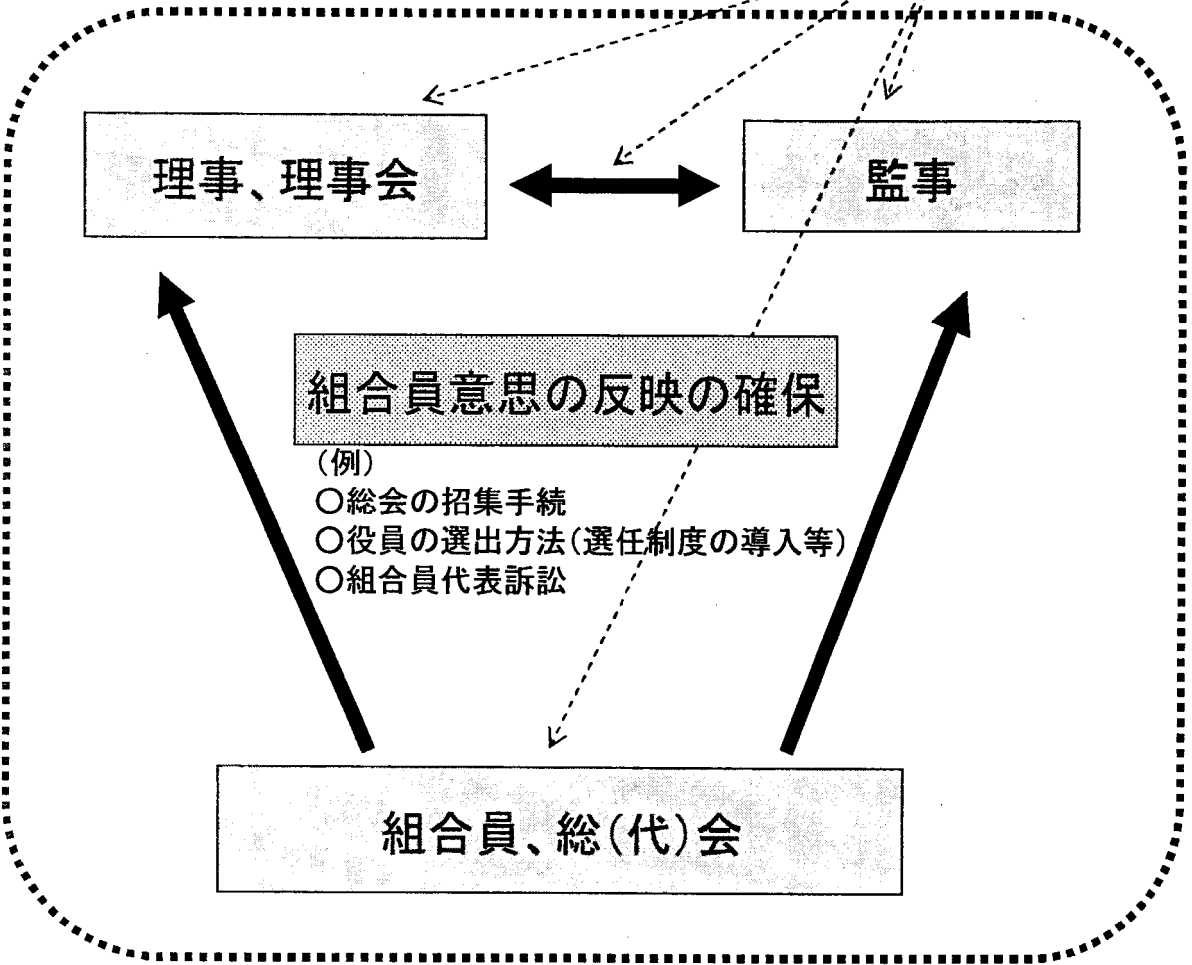 理事、理事会
監事
組合員意思の反映の確保
(例)
○総会の招集手続
○役員の選出方法(選任制度の導入等)
○組合員代表訴訟
組合員、総(代)会